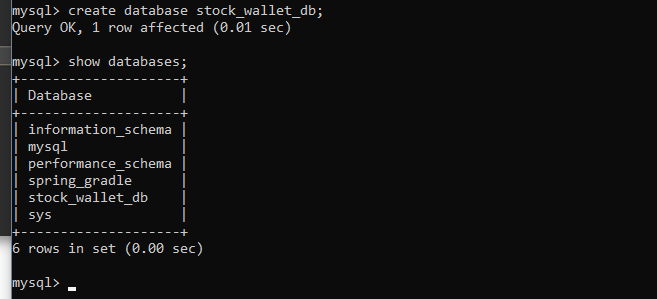 mysql> create database stock_wallet_db;
Query OK, 1 row affected (0.01 sec)
mysql> show databases;
+--------------------+
| Database           |
+--------------------+
| information_schema |
| mysql              |
| performance_schema |
| spring_gradle      |
| stock_wallet_db    |
| sys                |
+--------------------+
6 rows in set (0.00 sec)
mysql> _